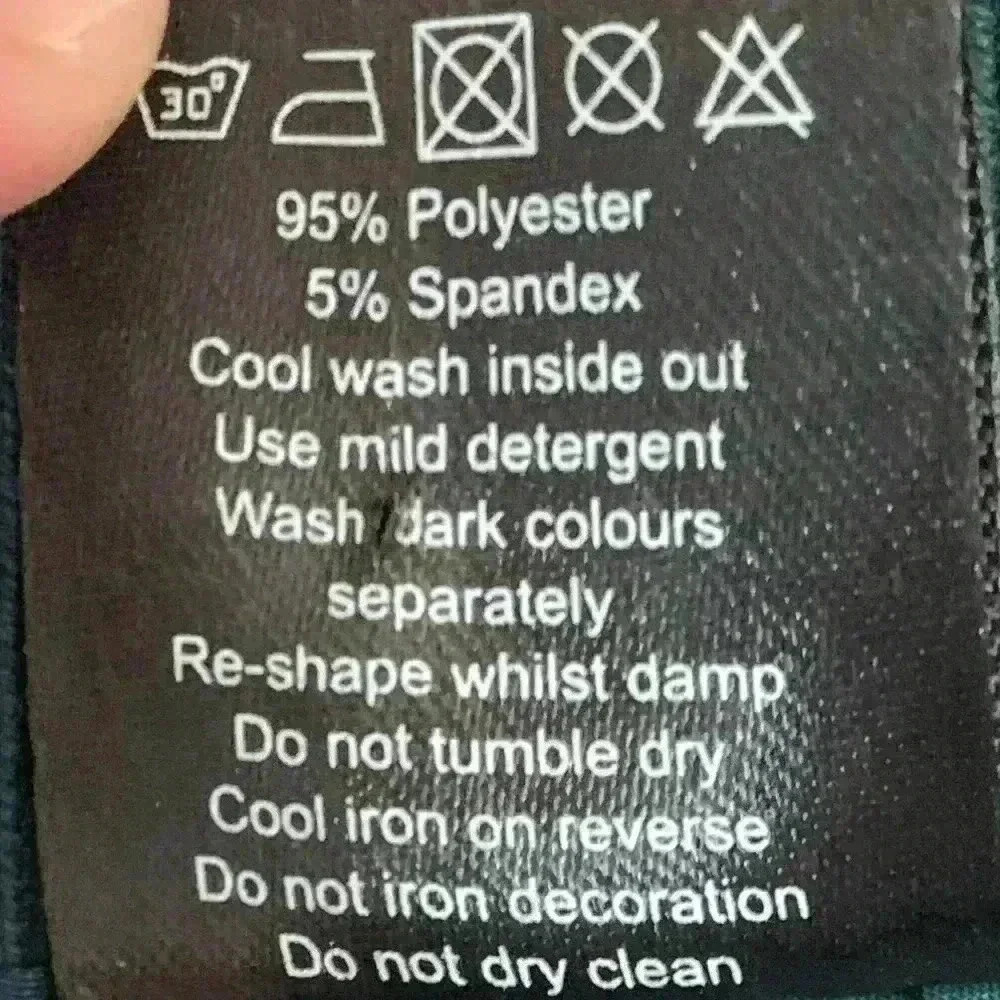 30°
95% Polyester
5% Spandex
Cool wash inside out
Use mild detergent
Wash dark colours
separately
Re-shape whilst damp
Do not tumble dry
Cool iron on reverse
Do not iron decoration
Do not dry clean